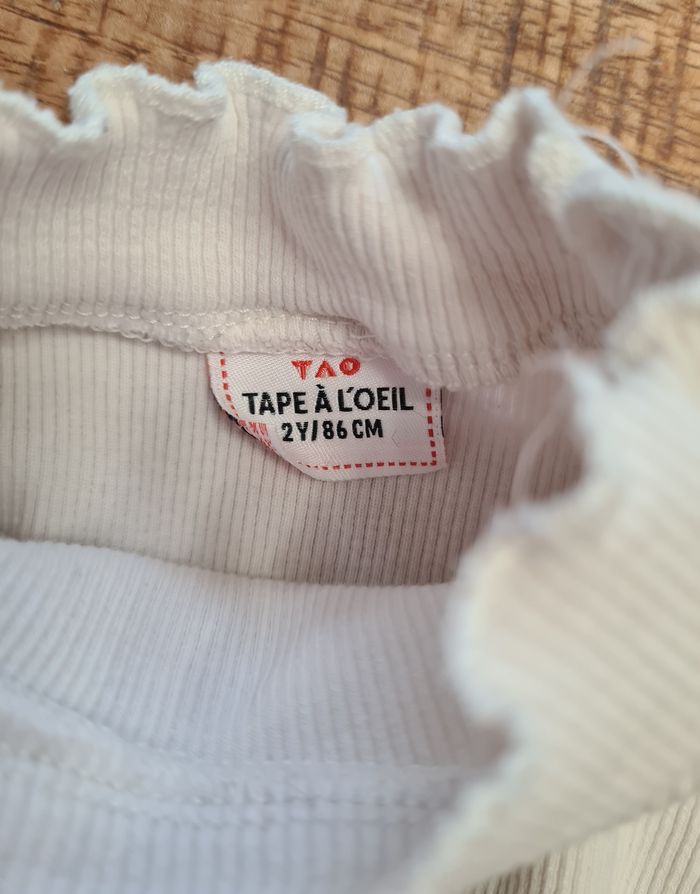 TAO
TAPE À L'OEIL
2Y/86 CM